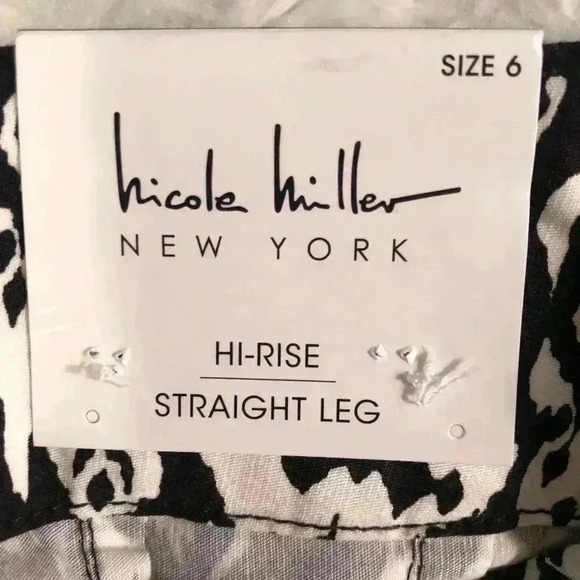 SIZE 6
nicole miller
NEW YORK
HI-RISE
STRAIGHT LEG